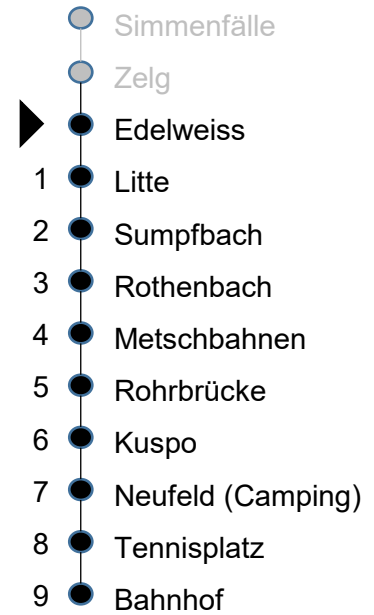 Simmenfälle
Zelg
Edelweiss
1 Litte
2 Sumpfbach
3 Rothenbach
4 Metschbahnen
5 Rohrbrücke
6 Kuspo
7 Neufeld (Camping)
8 Tennisplatz
9 Bahnhof